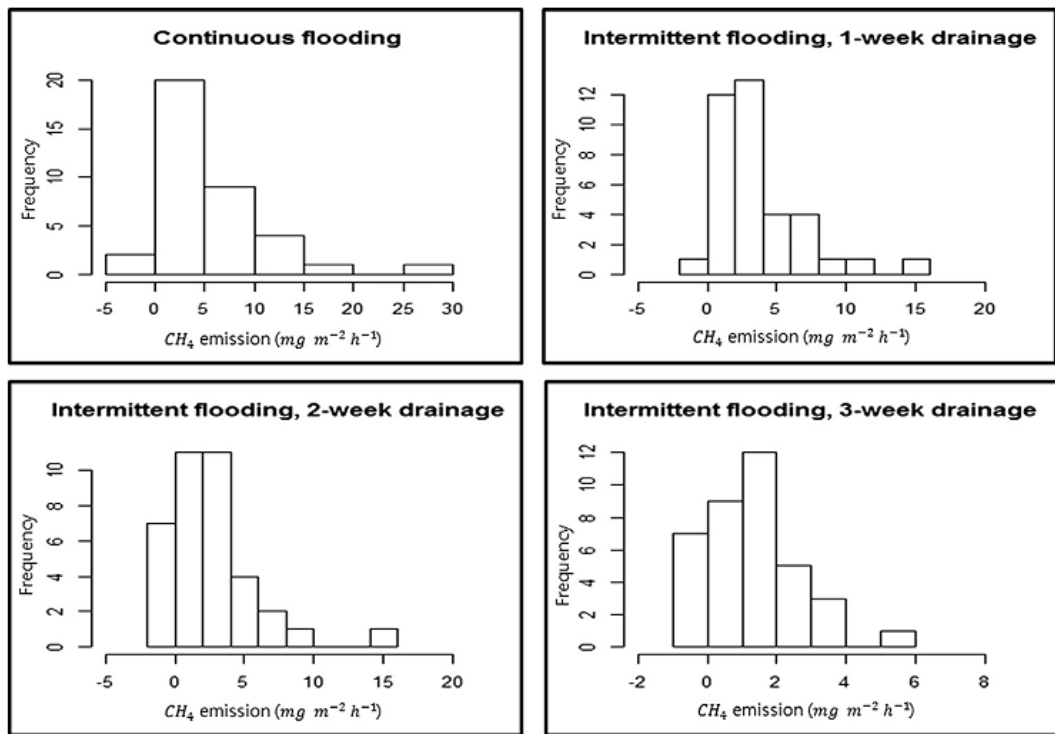 Continuous flooding
20
15
10
5
0
Frequency
-5 0 5 10 15 20 25 30
CH₄ emission (mg m⁻² h⁻¹)
Intermittent flooding, 1-week drainage
12
10
8
6
4
2
0
Frequency
-5 0 5 10 15 20
CH₄ emission (mg m⁻² h⁻¹)
Intermittent flooding, 2-week drainage
10
8
6
4
2
0
Frequency
-5 0 5 10 15 20
CH₄ emission (mg m⁻² h⁻¹)
Intermittent flooding, 3-week drainage
12
10
8
6
4
2
0
Frequency
-2 0 2 4 6 8
CH₄ emission (mg m⁻² h⁻¹)